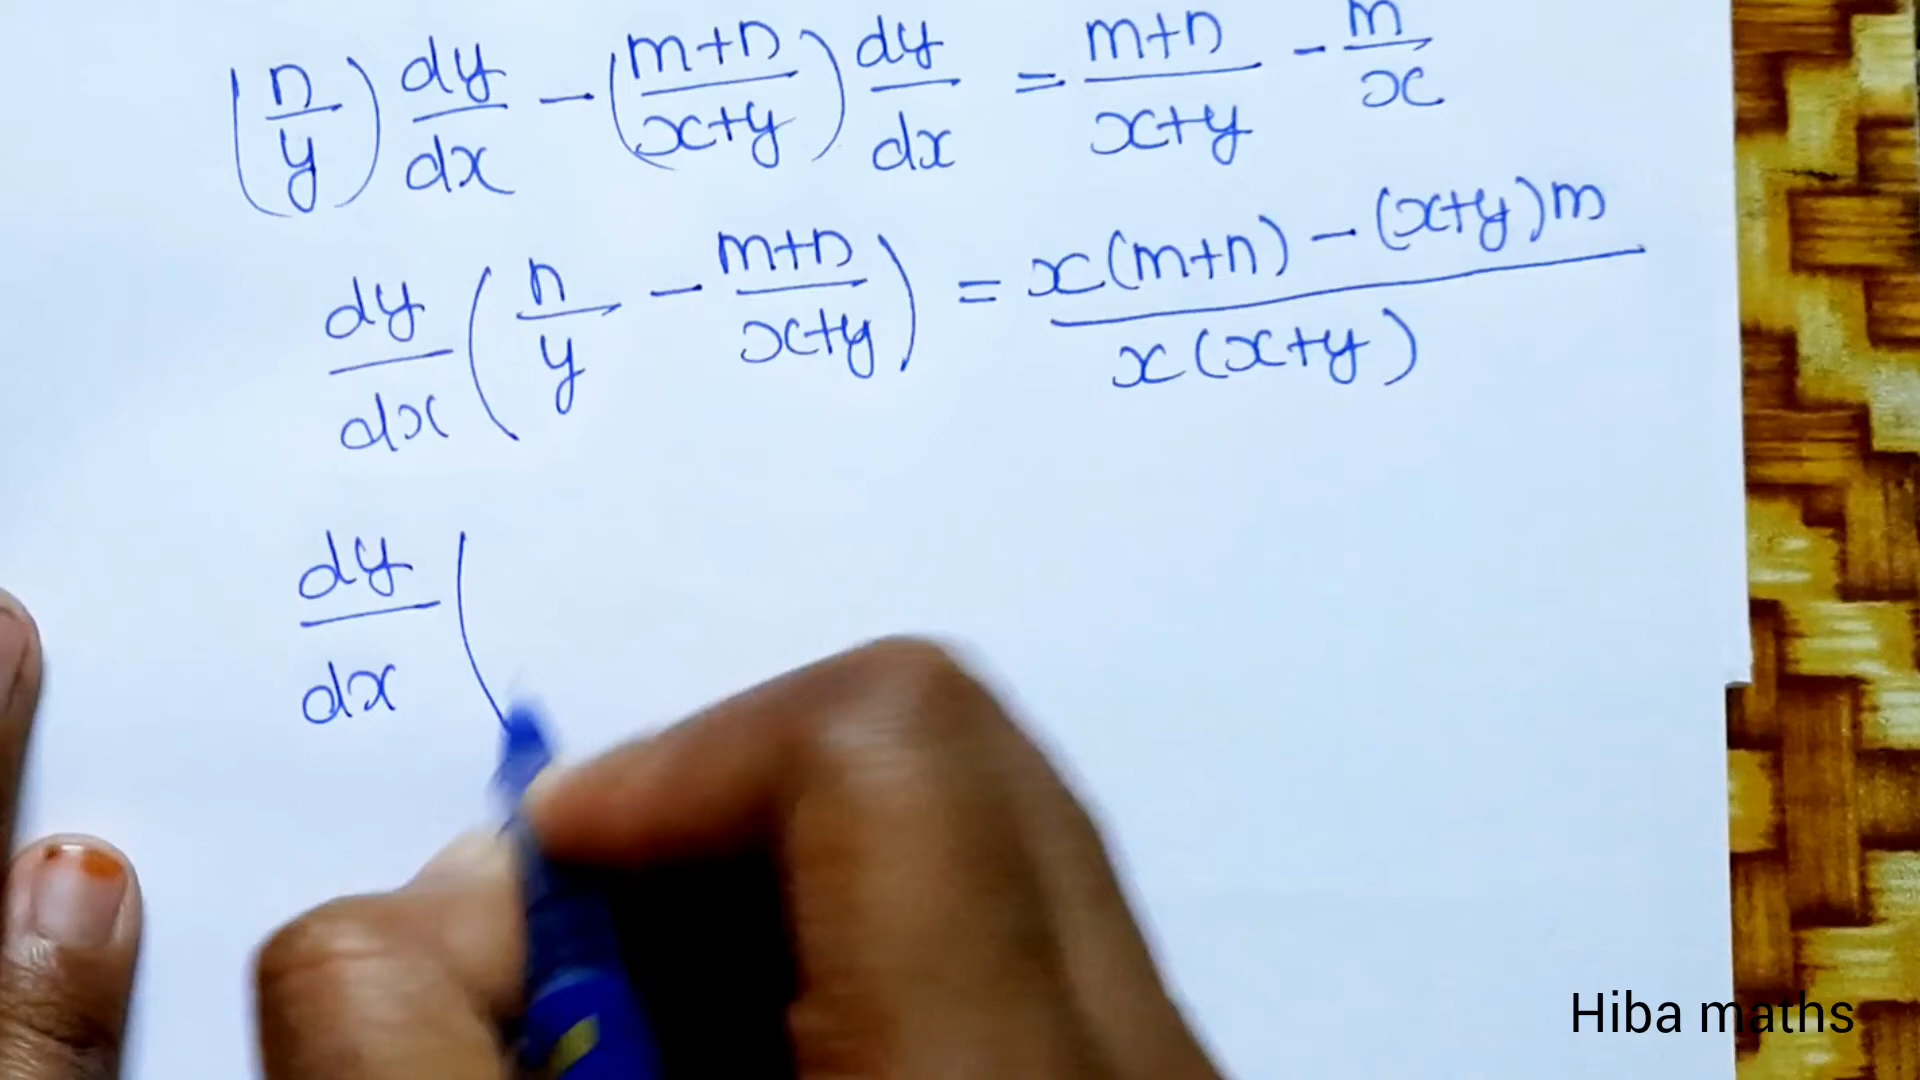 (n/y) dy/dx - ((m+n)/(x+y)) dy/dx = (m+n)/(x+y) - m/x
dy/dx (n/y - (m+n)/(x+y)) = (x(m+n) - (x+y)m)/(x(x+y))
dy/dx (
Hiba maths